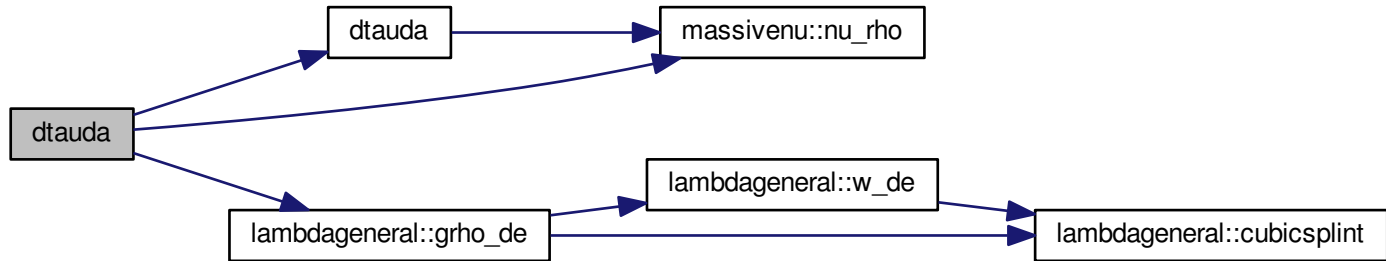 dtauda
massivenu::nu_rho
dtauda
lambdageneral::w_de
lambdageneral::grho_de
lambdageneral::cubicsplint